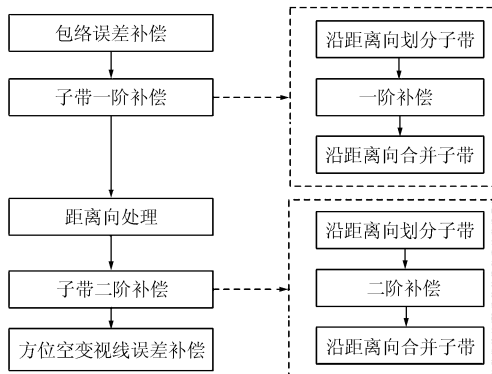 包络误差补偿
子带一阶补偿
距离向处理
子带二阶补偿
方位空变视线误差补偿
沿距离向划分子带
一阶补偿
沿距离向合并子带
沿距离向划分子带
二阶补偿
沿距离向合并子带